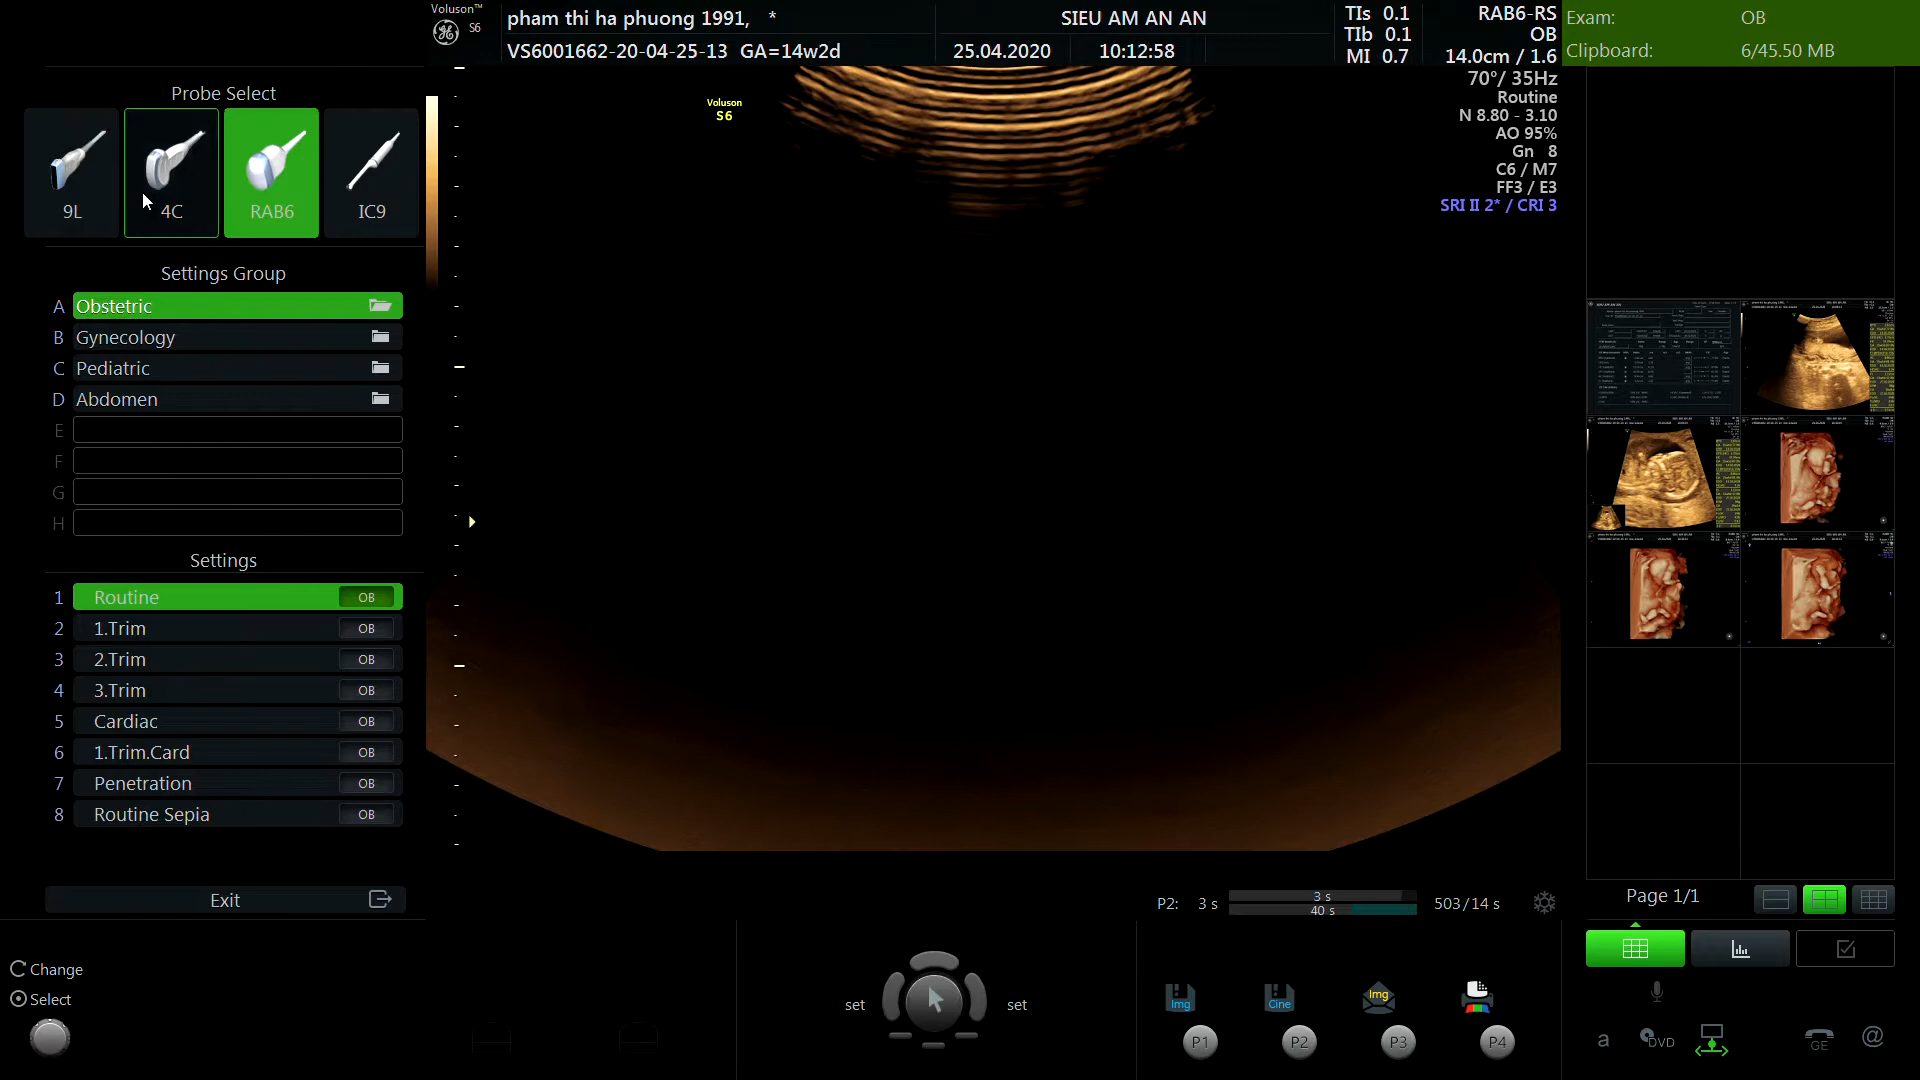 Voluson™
S6
pham thi ha phuong 1991, *
SIEU AM AN AN
VS6001662-20-04-25-13 GA=14w2d
25.04.2020
10:12:58
TIs 0.1
TIb 0.1
MI 0.7
RAB6-RS
OB
14.0cm / 1.6
Exam: OB
Clipboard: 6/45.50 MB
70°/ 35Hz
Routine
N 8.80 - 3.10
AO 95%
Gn 8
C6 / M7
FF3 / E3
SRI II 2* / CRI 3
Voluson
S6
Probe Select
9L
4C
RAB6
IC9
Settings Group
A Obstetric
B Gynecology
C Pediatric
D Abdomen
E
F
G
H
Settings
1 Routine OB
2 1.Trim OB
3 2.Trim OB
4 3.Trim OB
5 Cardiac OB
6 1.Trim.Card OB
7 Penetration OB
8 Routine Sepia OB
Exit
Change
Select
P2: 3 s
3 s
40 s
503/14 s
set
set
Img
Cine
Img
P1
P2
P3
P4
Page 1/1
a
DVD
GE
@